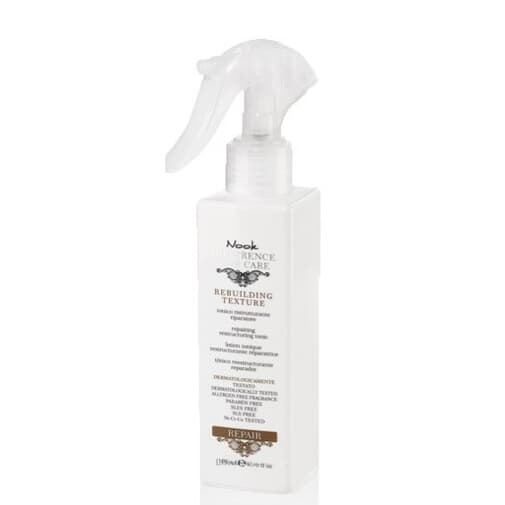 Nook
RENCE
CARE
REBUILDING
TEXTURE
tonico ristrutturante
riparatore
repairing
restructuring tonic
lotion tonique
restructurante réparatrice
tónico reestructurante
reparador
DERMATOLOGICAMENTE
TESTATO
DERMATOLOGICALLY TESTED
ALLERGEN FREE FRAGRANCE
PARABEN FREE
SLES FREE
SLS FREE
Ni-Cr-Co TESTED
REPAIR